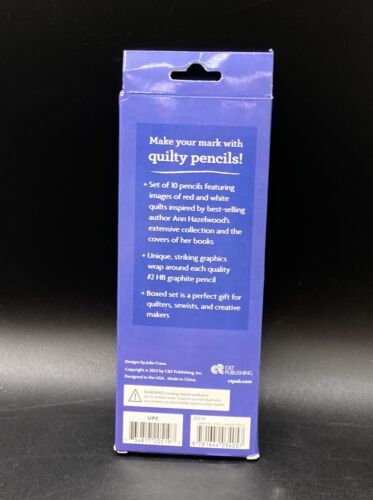 Make your mark with
quilty pencils!
+ Set of 10 pencils featuring
images of red and white
quilts inspired by best-selling
author Ann Hazelwood's
extensive collection and the
covers of her books
+ Unique, striking graphics
wrap around each quality
#2 HB graphite pencil
+ Boxed set is a perfect gift for
quilters, sewists, and creative
makers
Designs by Julie Creus
Copyright © 2023 by C&T Publishing, Inc.
Designed in the USA. Made in China.
C&T
PUBLISHING
ctpub.com
UPC